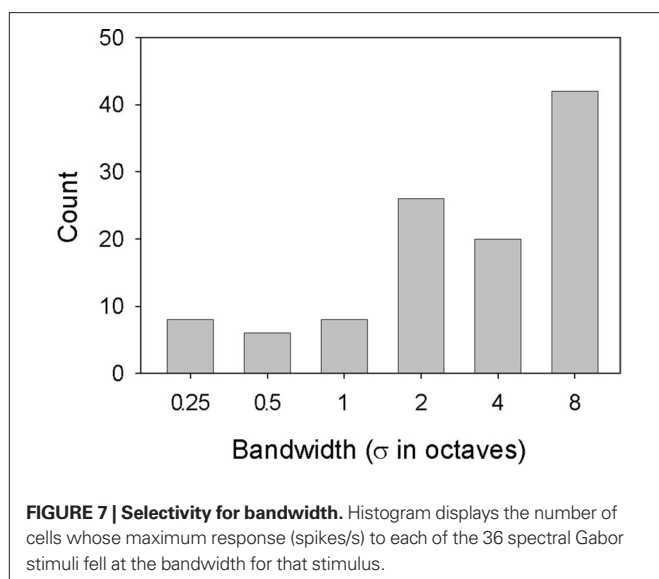 50
40
30
20
10
0
Count
0.25 0.5 1 2 4 8
Bandwidth (σ in octaves)
FIGURE 7 | Selectivity for bandwidth. Histogram displays the number of
cells whose maximum response (spikes/s) to each of the 36 spectral Gabor
stimuli fell at the bandwidth for that stimulus.